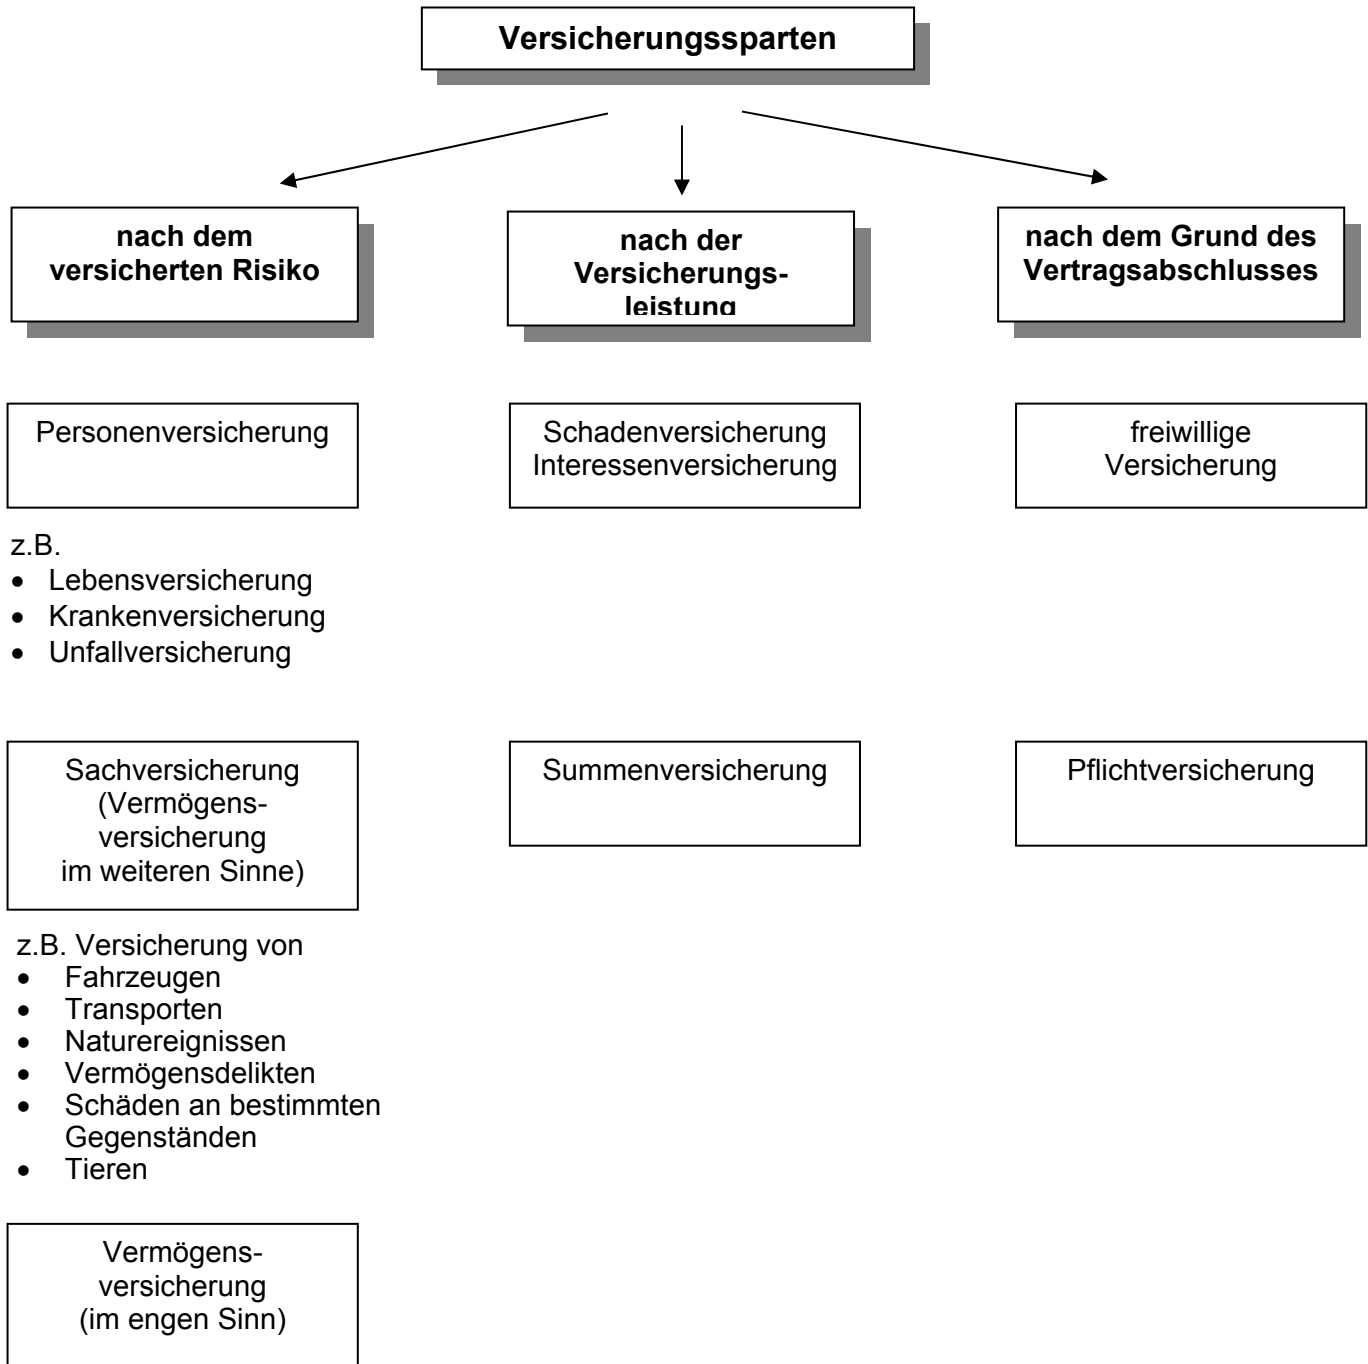 Versicherungssparten
nach dem
versicherten Risiko
nach der
Versicherungs-
leistung
nach dem Grund des
Vertragsabschlusses
Personenversicherung
Schadenversicherung
Interessenversicherung
freiwillige
Versicherung
z.B.
• Lebensversicherung
• Krankenversicherung
• Unfallversicherung
Sachversicherung
(Vermögens-
versicherung
im weiteren Sinne)
Summenversicherung
Pflichtversicherung
z.B. Versicherung von
• Fahrzeugen
• Transporten
• Naturereignissen
• Vermögensdelikten
• Schäden an bestimmten
Gegenständen
• Tieren
Vermögens-
versicherung
(im engen Sinn)